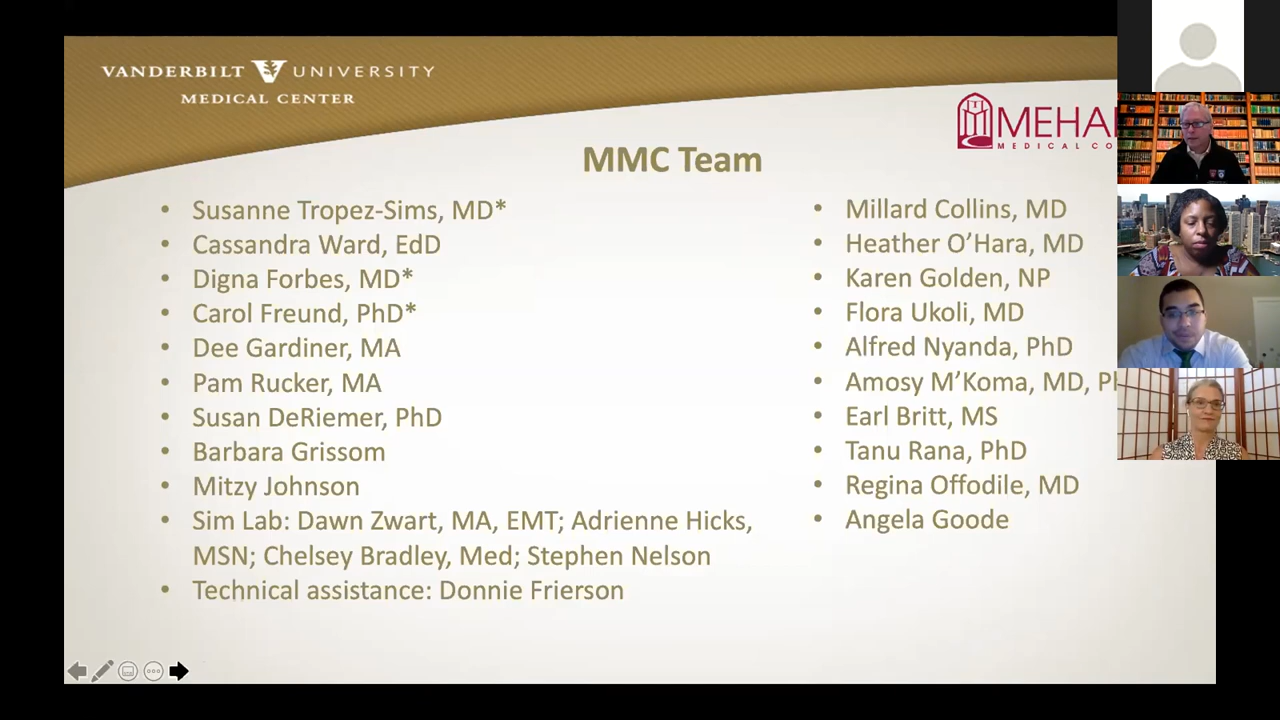 VANDERBILT UNIVERSITY
MEDICAL CENTER
MEHA
MEDICAL CO
MMC Team
• Susanne Tropez-Sims, MD*
• Cassandra Ward, EdD
• Digna Forbes, MD*
• Carol Freund, PhD*
• Dee Gardiner, MA
• Pam Rucker, MA
• Susan DeRiemer, PhD
• Barbara Grissom
• Mitzy Johnson
• Sim Lab: Dawn Zwart, MA, EMT; Adrienne Hicks,
MSN; Chelsey Bradley, Med; Stephen Nelson
• Technical assistance: Donnie Frierson
• Millard Collins, MD
• Heather O’Hara, MD
• Karen Golden, NP
• Flora Ukoli, MD
• Alfred Nyanda, PhD
• Amosy M’Koma, MD, P
• Earl Britt, MS
• Tanu Rana, PhD
• Regina Offodile, MD
• Angela Goode